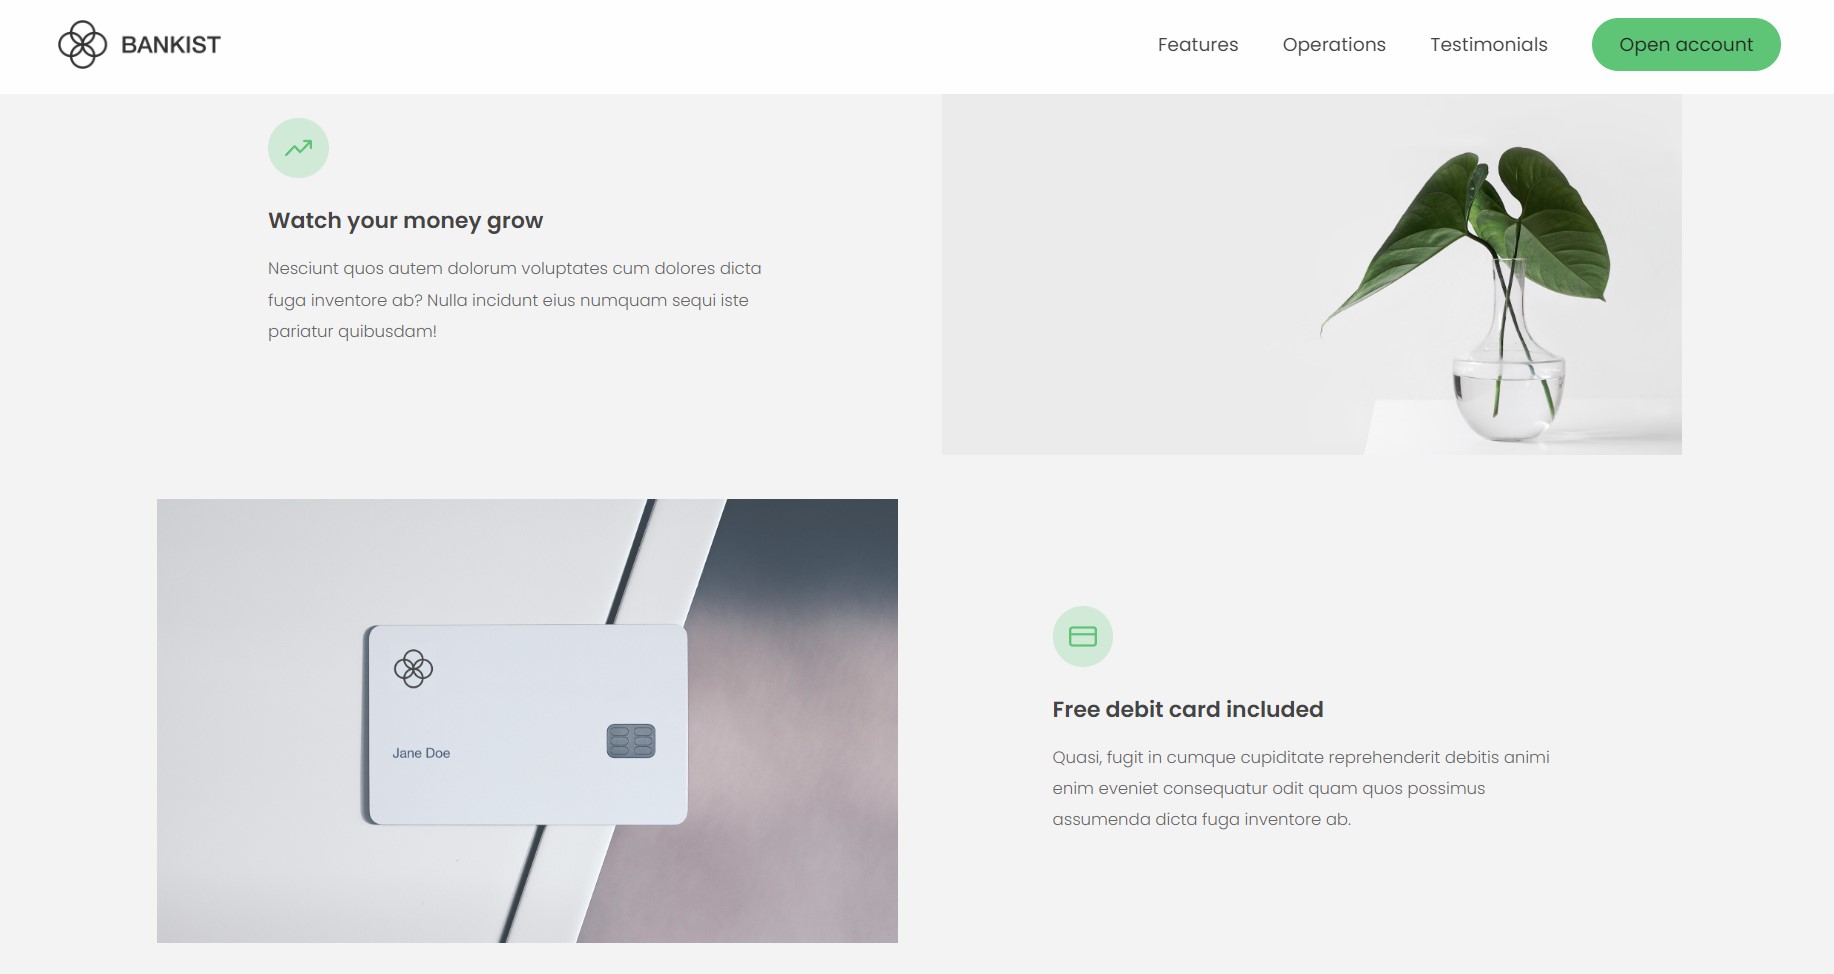 BANKIST
Features
Operations
Testimonials
Open account
Watch your money grow
Nesciunt quos autem dolorum voluptates cum dolores dicta
fuga inventore ab? Nulla incidunt eius numquam sequi iste
pariatur quibusdam!
Jane Doe
Free debit card included
Quasi, fugit in cumque cupiditate reprehenderit debitis animi
enim eveniet consequatur odit quam quos possimus
assumenda dicta fuga inventore ab.